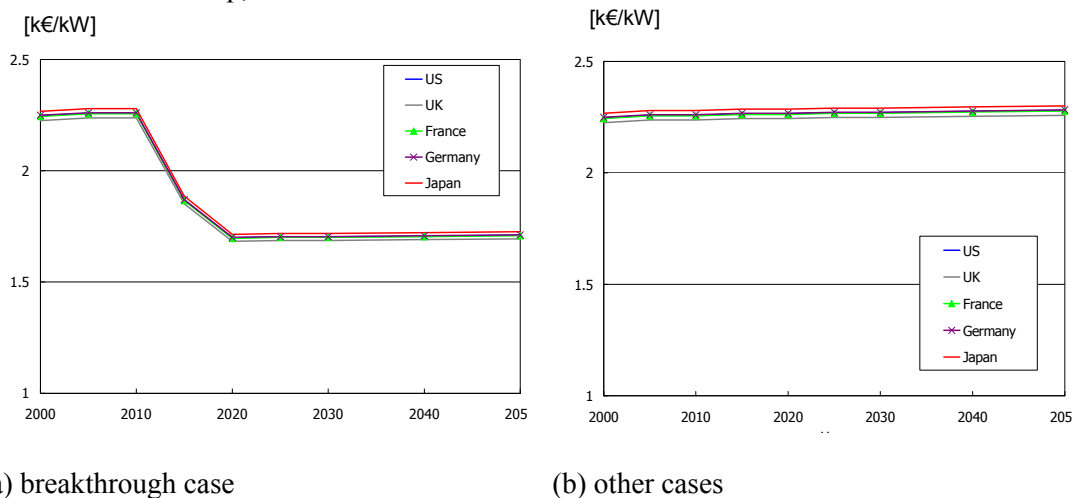 [k€/kW]
2.5
2
1.5
1
2000
2010
2020
2030
2040
205
US
UK
France
Germany
Japan
) breakthrough case
[k€/kW]
2.5
2
1.5
1
2000
2010
2020
2030
2040
205
US
UK
France
Germany
Japan
(b) other cases